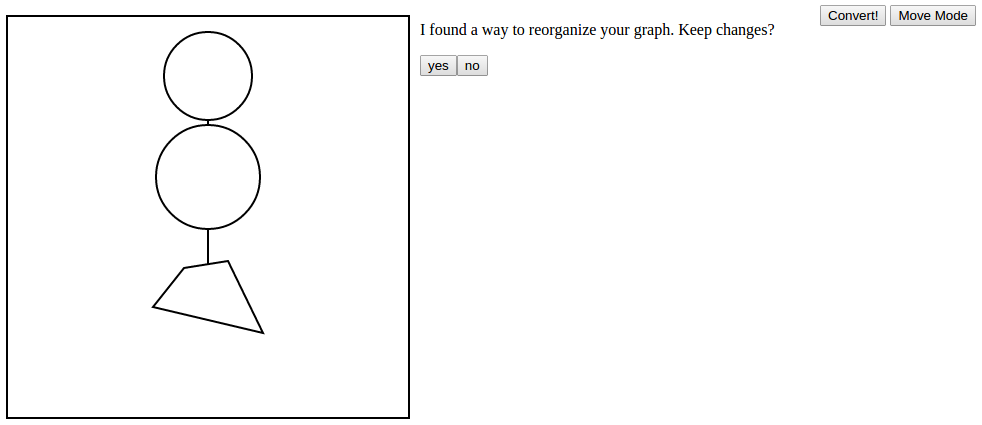 Convert! Move Mode
I found a way to reorganize your graph. Keep changes?
yes no